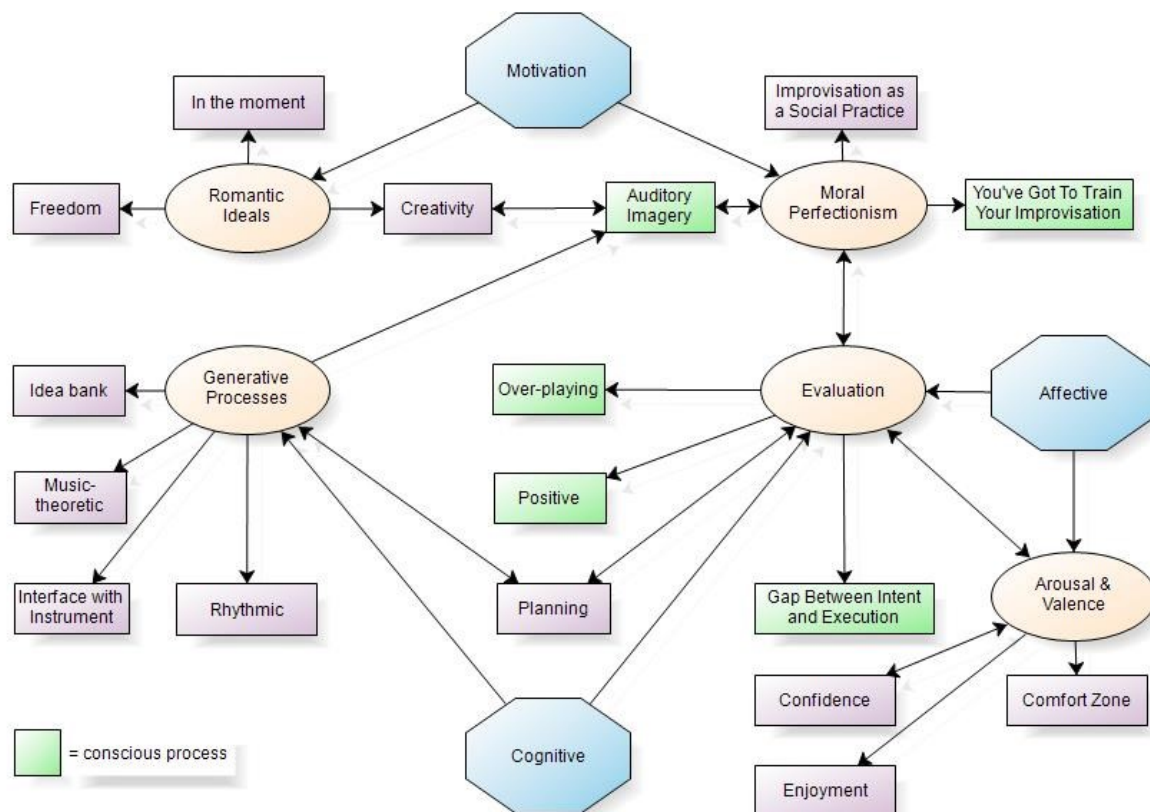 Motivation
In the moment
Improvisation as
a Social Practice
Freedom
Romantic
Ideals
Creativity
Auditory
Imagery
Moral
Perfectionism
You've Got To Train
Your Improvisation
Idea bank
Generative
Processes
Over-playing
Evaluation
Affective
Music-
theoretic
Positive
Interface with
Instrument
Rhythmic
Planning
Gap Between Intent
and Execution
Arousal &
Valence
Confidence
Comfort Zone
= conscious process
Cognitive
Enjoyment